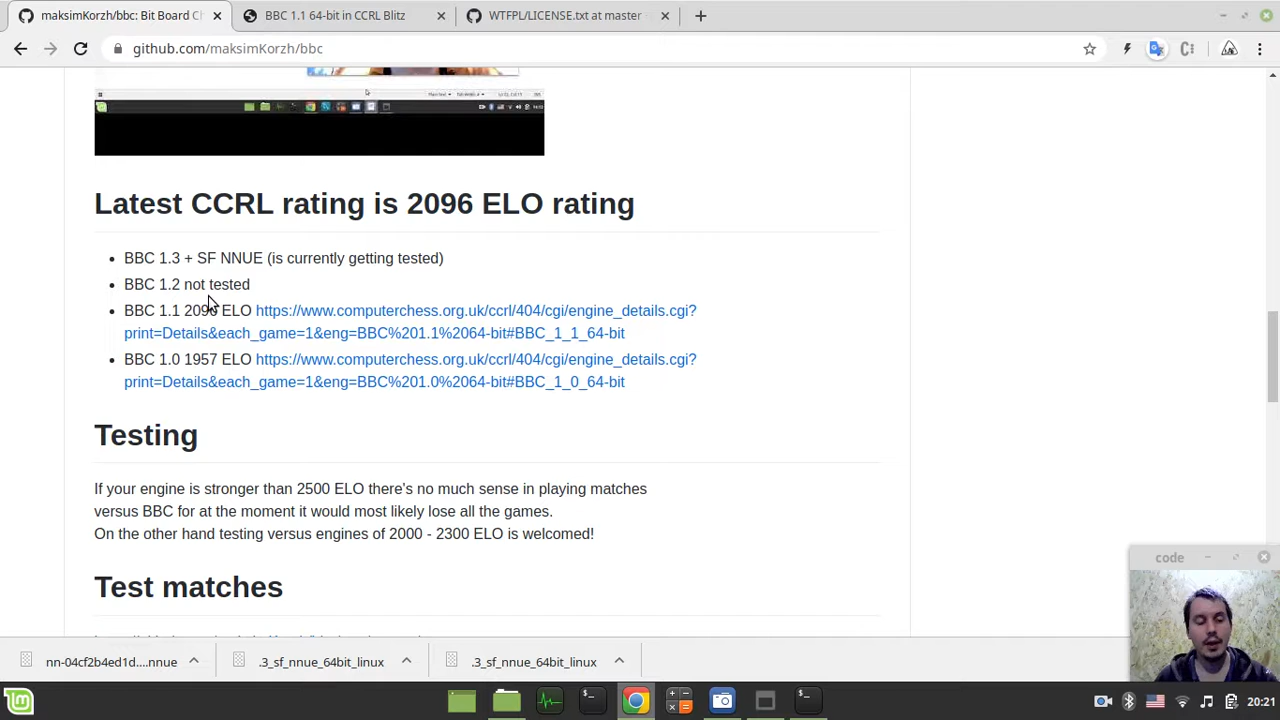 maksimKorzh/bbc: Bit Board Ch
BBC 1.1 64-bit in CCRL Blitz
WTFPL/LICENSE.txt at master
github.com/maksimKorzh/bbc
Latest CCRL rating is 2096 ELO rating
BBC 1.3 + SF NNUE (is currently getting tested)
BBC 1.2 not tested
BBC 1.1 2096 ELO https://www.computerchess.org.uk/ccrl/404/cgi/engine_details.cgi?
print=Details&each_game=1&eng=BBC%201.1%2064-bit#BBC_1_1_64-bit
BBC 1.0 1957 ELO https://www.computerchess.org.uk/ccrl/404/cgi/engine_details.cgi?
print=Details&each_game=1&eng=BBC%201.0%2064-bit#BBC_1_0_64-bit
Testing
If your engine is stronger than 2500 ELO there's no much sense in playing matches
versus BBC for at the moment it would most likely lose all the games.
On the other hand testing versus engines of 2000 - 2300 ELO is welcomed!
code
Test matches
nn-04cf2b4ed1d....nnue
.3_sf_nnue_64bit_linux
.3_sf_nnue_64bit_linux
20:21